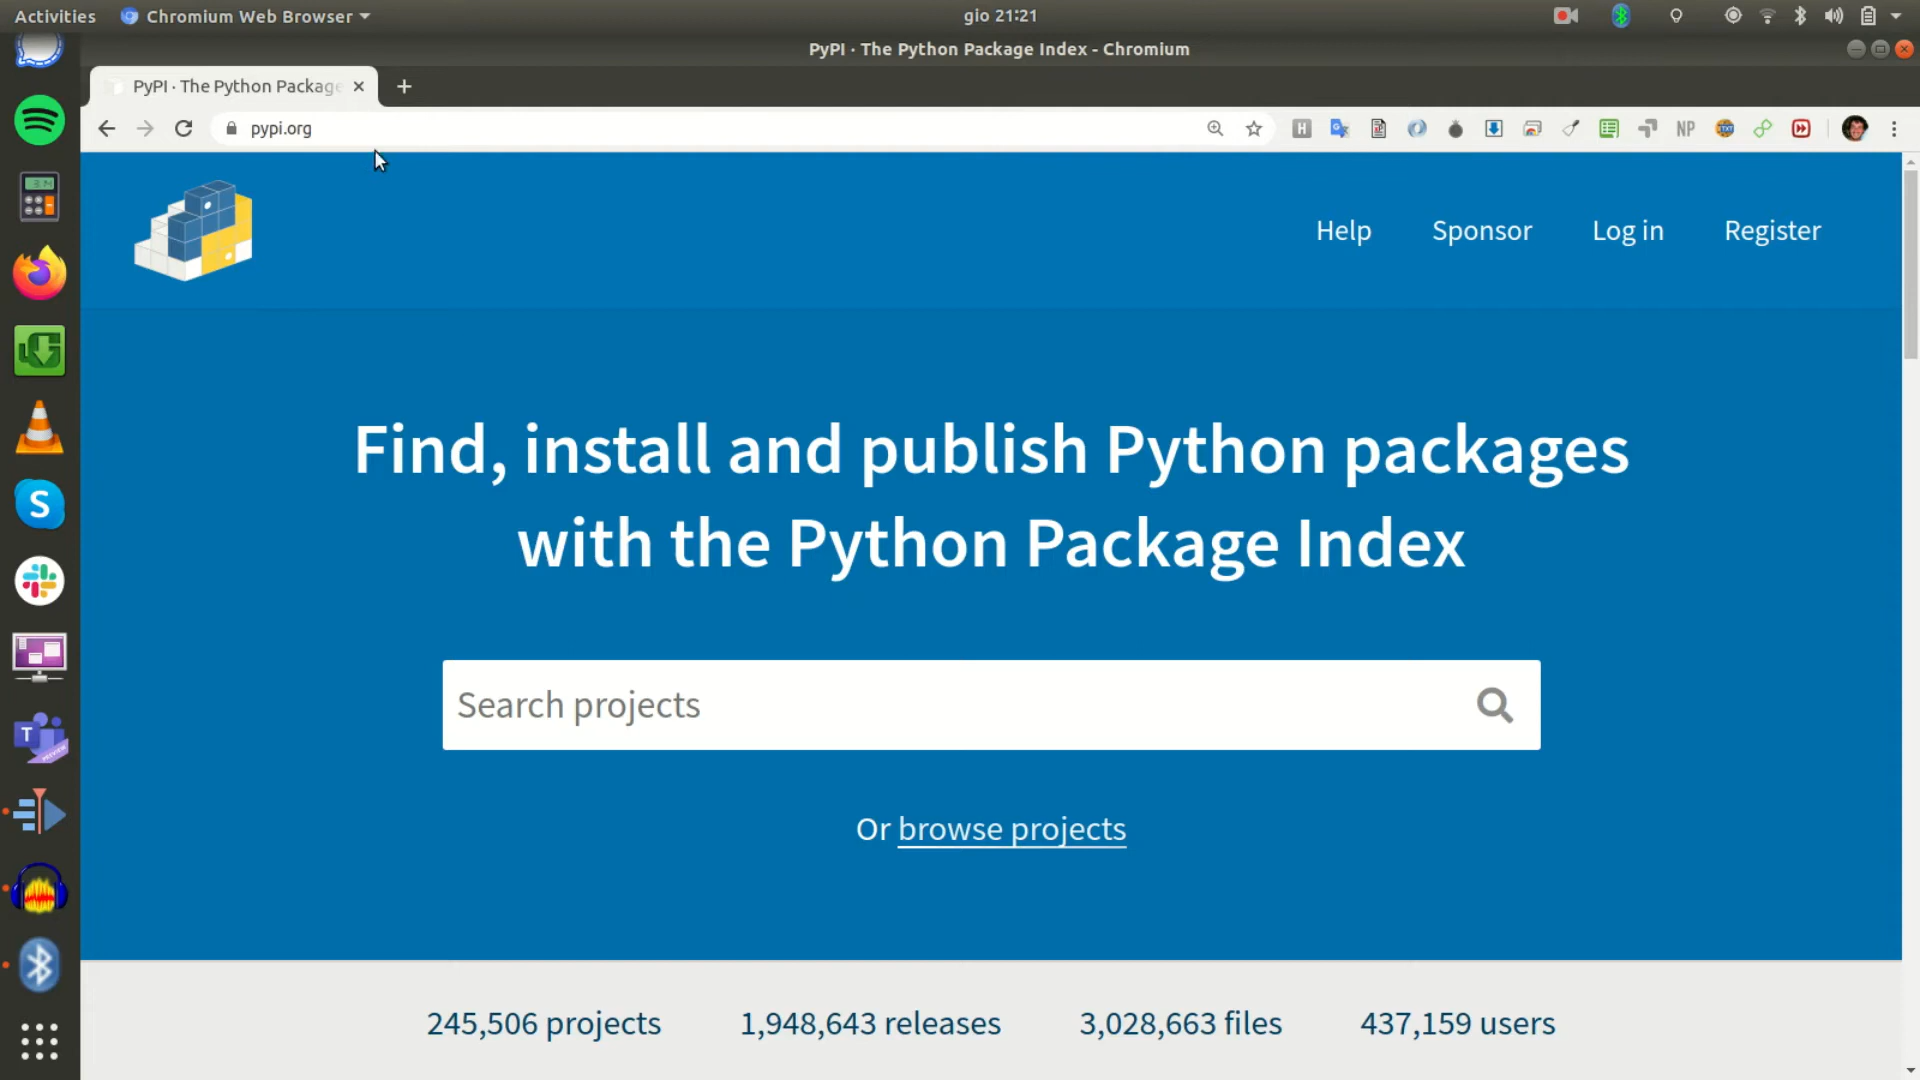 Activities Chromium Web Browser gio 21:21
PyPI · The Python Package Index - Chromium
PyPI · The Python Package
pypi.org
H
NP
Help Sponsor Log in Register
Find, install and publish Python packages
with the Python Package Index
Search projects
Or browse projects
245,506 projects 1,948,643 releases 3,028,663 files 437,159 users
S
T